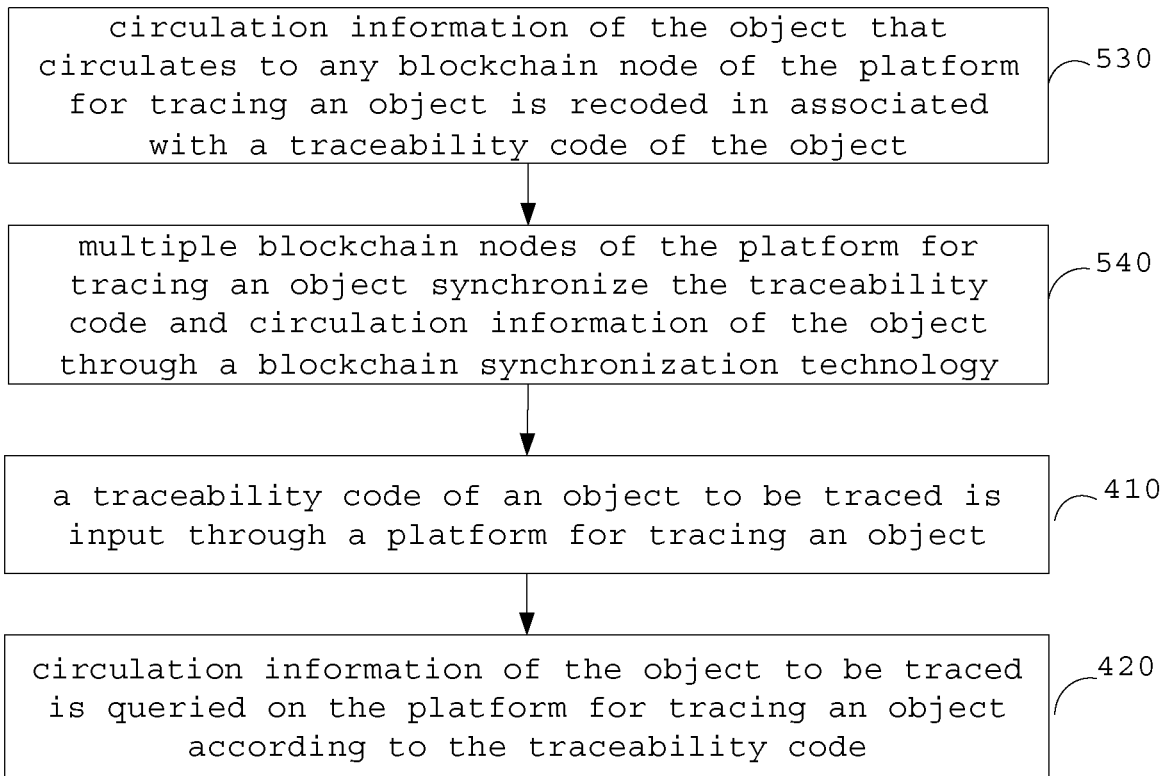 circulation information of the object that
circulates to any blockchain node of the platform
for tracing an object is recoded in associated
with a traceability code of the object
530
multiple blockchain nodes of the platform for
tracing an object synchronize the traceability
code and circulation information of the object
through a blockchain synchronization technology
540
a traceability code of an object to be traced is
input through a platform for tracing an object
410
circulation information of the object to be traced
is queried on the platform for tracing an object
according to the traceability code
420